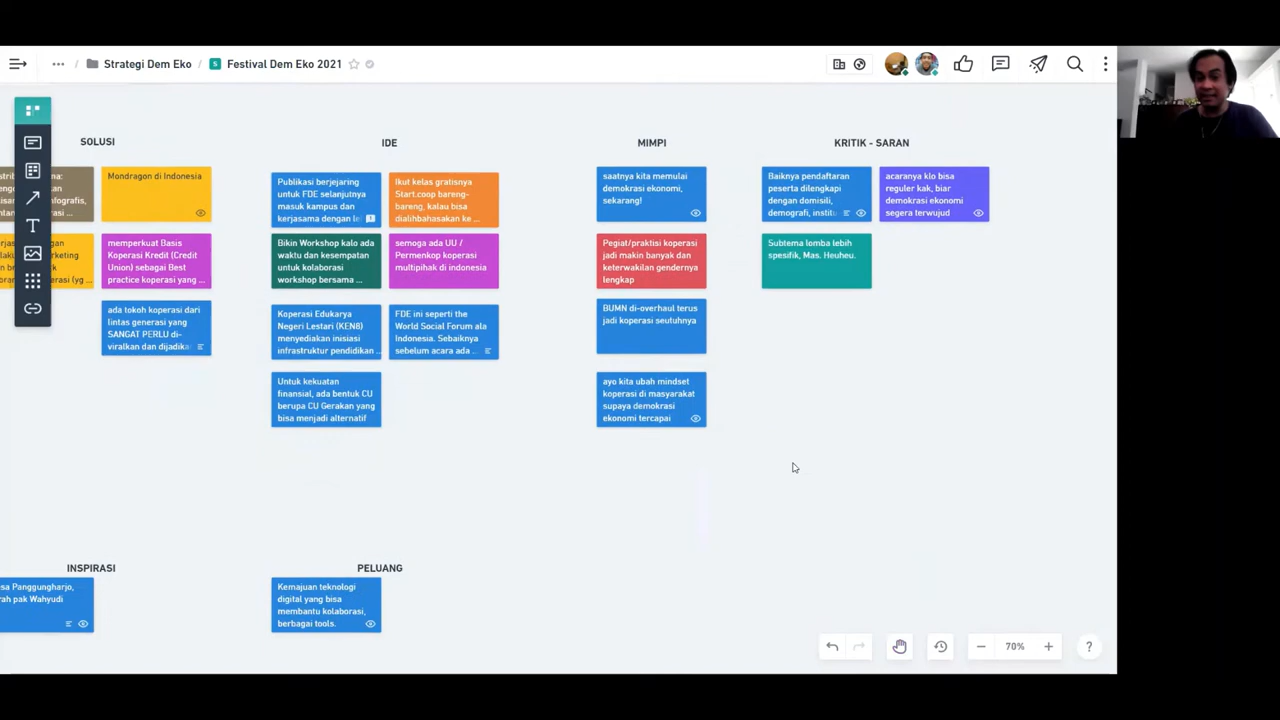 Strategi Dem Eko / Festival Dem Eko 2021
SOLUSI
Mondragon di Indonesia
memperkuat Basis
Koperasi Kredit (Credit
Union) sebagai Best
practice koperasi yang ...
ada tokoh koperasi dari
lintas generasi yang
SANGAT PERLU di-
viralkan dan
IDE
Publikasi berjejaring
untuk FDE selanjutnya
masuk kampus dan
kerjasama dengan
Ikut kelas gratisnya
Start.coop bareng-
bareng, kalau bisa
dialihbahasakan ke ...
Bikin Workshop kalo ada
waktu dan kesempatan
untuk kolaborasi
workshop bersama ...
semoga ada UU /
Permenkop koperasi
multipihak di indonesia
Koperasi Edukarya
Negeri Lestari (KEN8)
menyediakan inisiasi
infrastruktur pendidikan ...
FDE ini seperti the
World Social Forum ala
Indonesia. Sebaiknya
sebelum acara ada ...
Untuk kekuatan
finansial, ada bentuk CU
berupa CU Gerakan yang
bisa menjadi alternatif
MIMPI
saatnya kita memulai
demokrasi ekonomi,
sekarang!
Pegiat/praktisi koperasi
jadi makin banyak dan
keterwakilan gendernya
lengkap
BUMN di-overhaul terus
jadi koperasi seutuhnya
ayo kita ubah mindset
koperasi di masyarakat
supaya demokrasi
ekonomi tercapai
KRITIK - SARAN
Baiknya pendaftaran
peserta dilengkapi
dengan domisili,
demografi,
acaranya klo bisa
reguler kak, biar
demokrasi ekonomi
segera terwujud
Subtema lomba lebih
spesifik, Mas. Heuheu.
INSPIRASI
Panggungharjo,
pak Wahyudi
PELUANG
Kemajuan teknologi
digital yang bisa
membantu kolaborasi,
berbagai tools.
70%